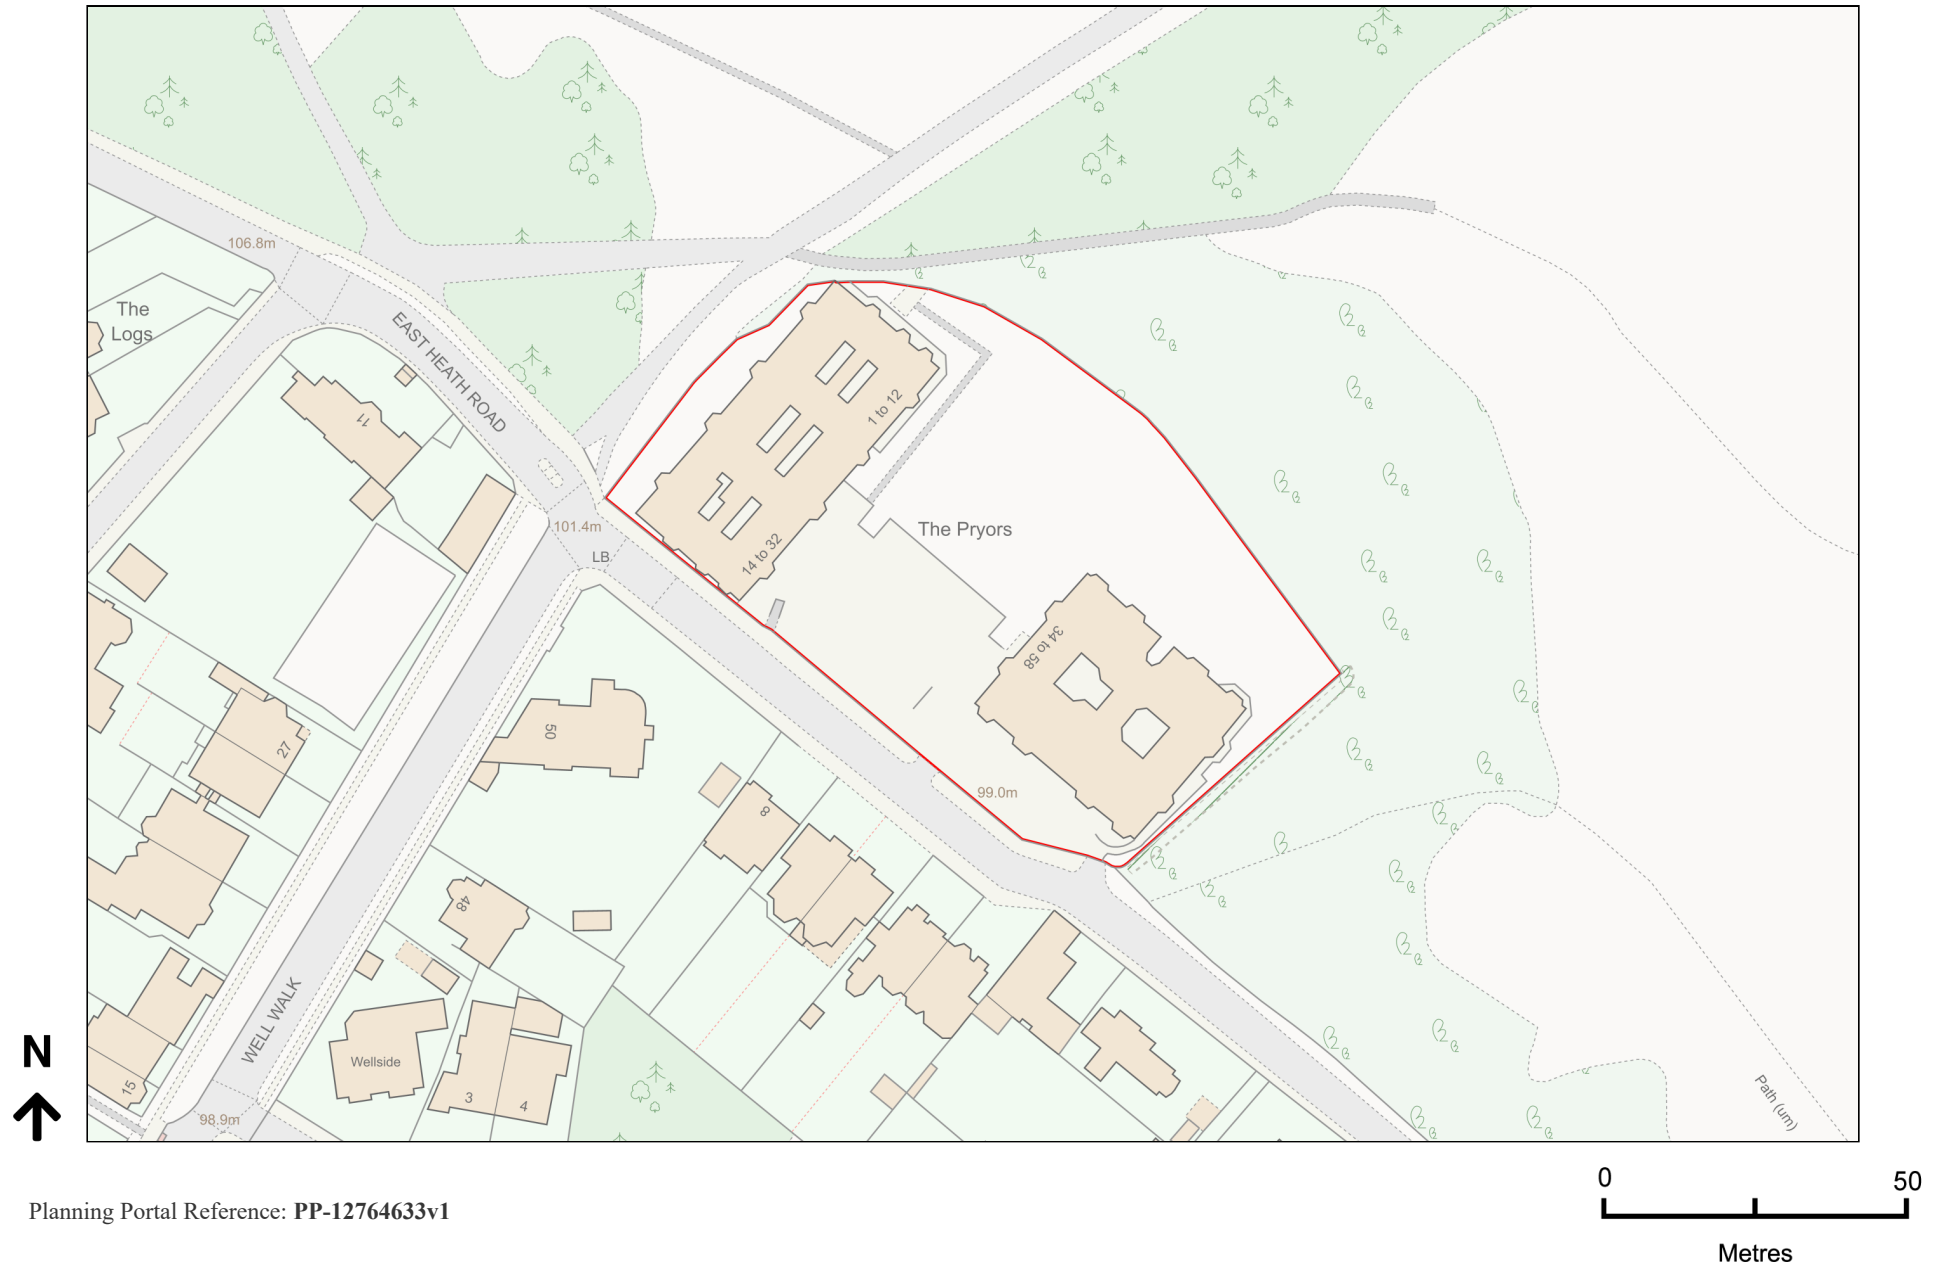 106.8m
The
Logs
EAST HEATH ROAD
11
1 to 12
101.4m
LB
14 to 32
The Pryors
34 to 58
27
50
99.0m
8
48
WELL WALK
Wellside
3
4
15
98.9m
Path (um)
N
0
50
Metres
Planning Portal Reference: PP-12764633v1